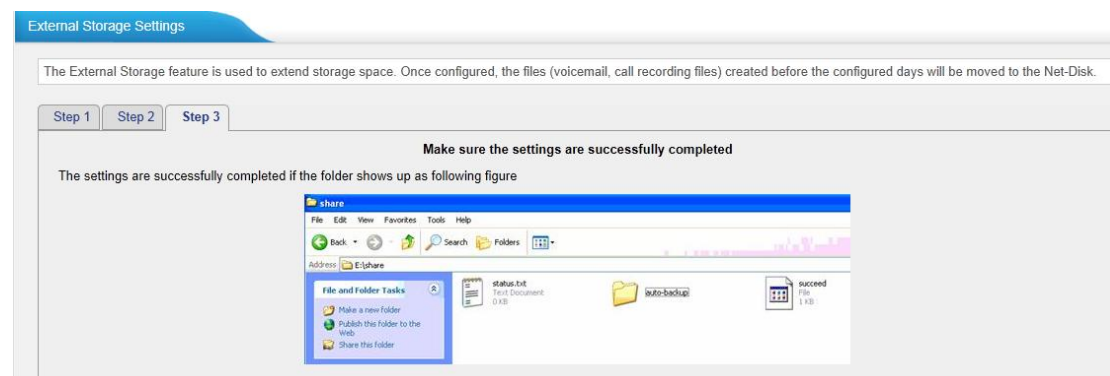 External Storage Settings
The External Storage feature is used to extend storage space. Once configured, the files (voicemail, call recording files) created before the configured days will be moved to the Net-Disk.
Step 1 Step 2 Step 3
Make sure the settings are successfully completed
The settings are successfully completed if the folder shows up as following figure
share
File Edit View Favorites Tools Help
Back Search Folders
Address E:\share
File and Folder Tasks
Make a new folder
Publish this folder to the
Web
Share this folder
status.txt
Text Document
0 KB
auto-backup
succeed
File
1 KB